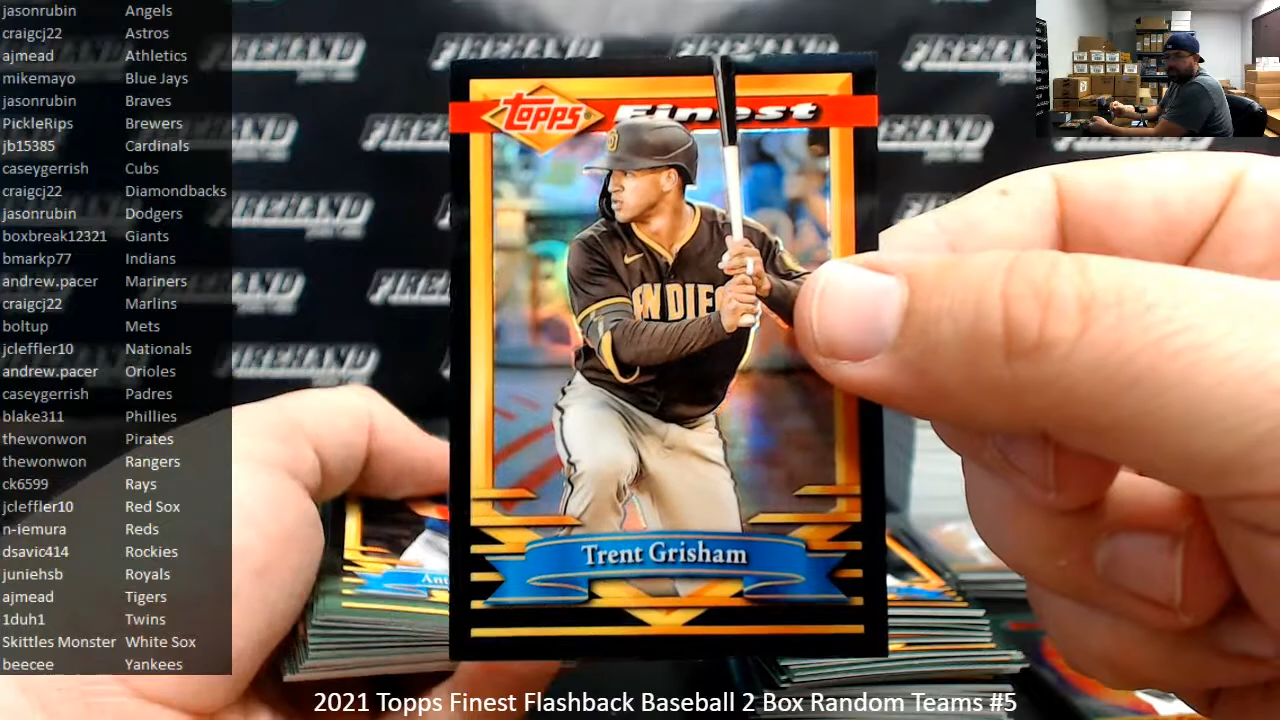 jasonrubin Angels
craigcj22 Astros
ajmead Athletics
mikemayo Blue Jays
jasonrubin Braves
PickleRips Brewers
jb15385 Cardinals
caseygerrish Cubs
craigcj22 Diamondbacks
jasonrubin Dodgers
boxbreak12321 Giants
bmarkp77 Indians
andrew.pacer Mariners
craigcj22 Marlins
boltup Mets
jcleffler10 Nationals
andrew.pacer Orioles
caseygerrish Padres
blake311 Phillies
thewonwon Pirates
thewonwon Rangers
ck6599 Rays
jcleffler10 Red Sox
n-iemura Reds
dsavic414 Rockies
juniehsb Royals
ajmead Tigers
1duh1 Twins
Skittles Monster White Sox
beecee Yankees
FIREHAND
Topps Finest
Trent Grisham
2021 Topps Finest Flashback Baseball 2 Box Random Teams #5